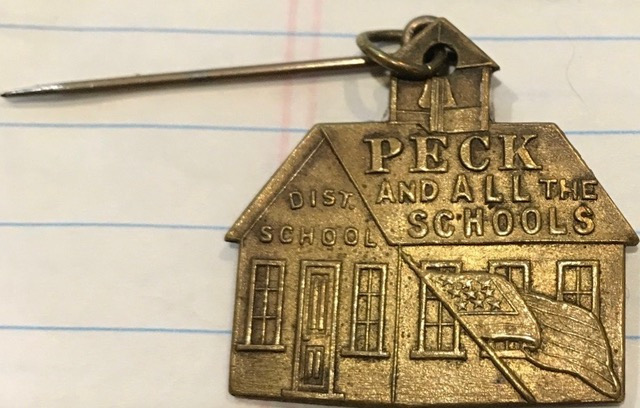 PECK
AND ALL THE
SCHOOLS
DIST.
SCHOOL